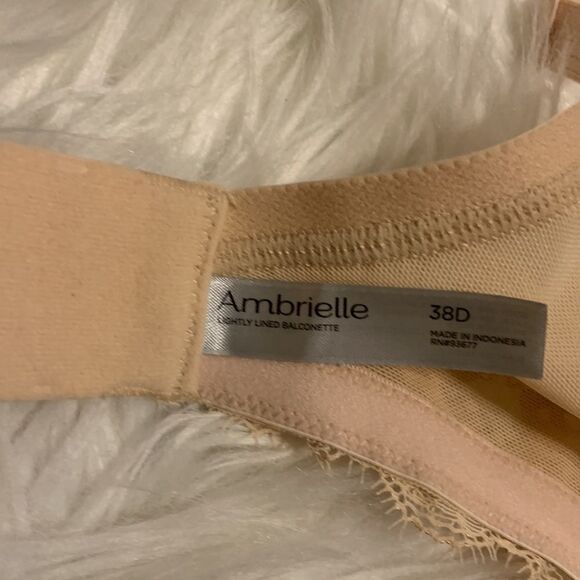 Ambrielle
LIGHTLY LINED BALCONETTE
38D
MADE IN INDONESIA
RN#93677